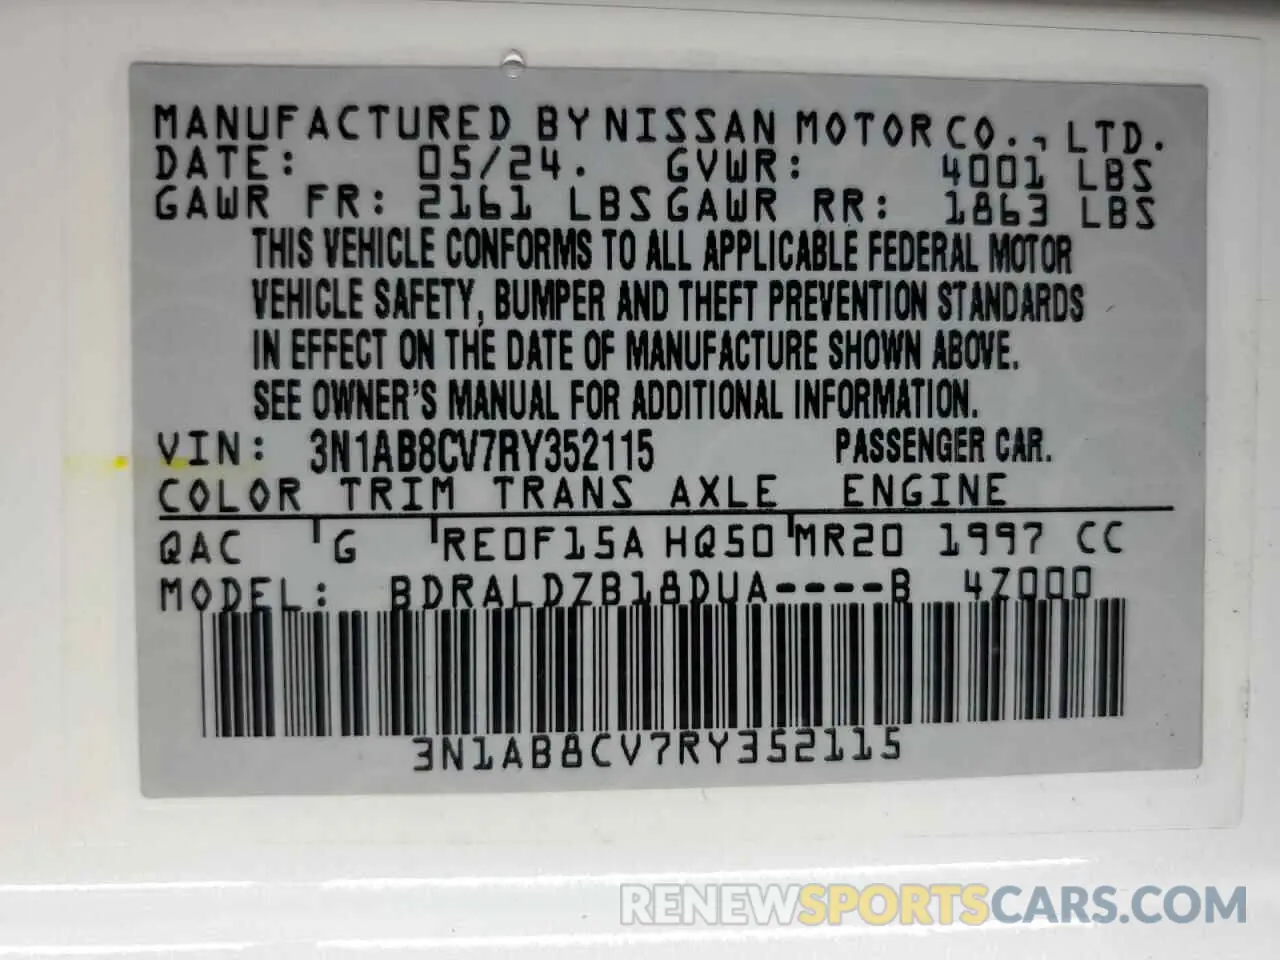 MANUFACTURED BY NISSAN MOTOR CO., LTD.
DATE: 05/24. GVWR: 4001 LBS
GAWR FR: 2161 LBS GAWR RR: 1863 LBS
THIS VEHICLE CONFORMS TO ALL APPLICABLE FEDERAL MOTOR
VEHICLE SAFETY, BUMPER AND THEFT PREVENTION STANDARDS
IN EFFECT ON THE DATE OF MANUFACTURE SHOWN ABOVE.
SEE OWNER'S MANUAL FOR ADDITIONAL INFORMATION.
VIN: 3N1AB8CV7RY352115 PASSENGER CAR.
COLOR TRIM TRANS AXLE ENGINE
QAC G RE0F15A HQ50 MR20 1997 CC
MODEL: BDRALDZB18DUA----B 4Z000
3N1AB8CV7RY352115
RENEWSPORTSCARS.COM